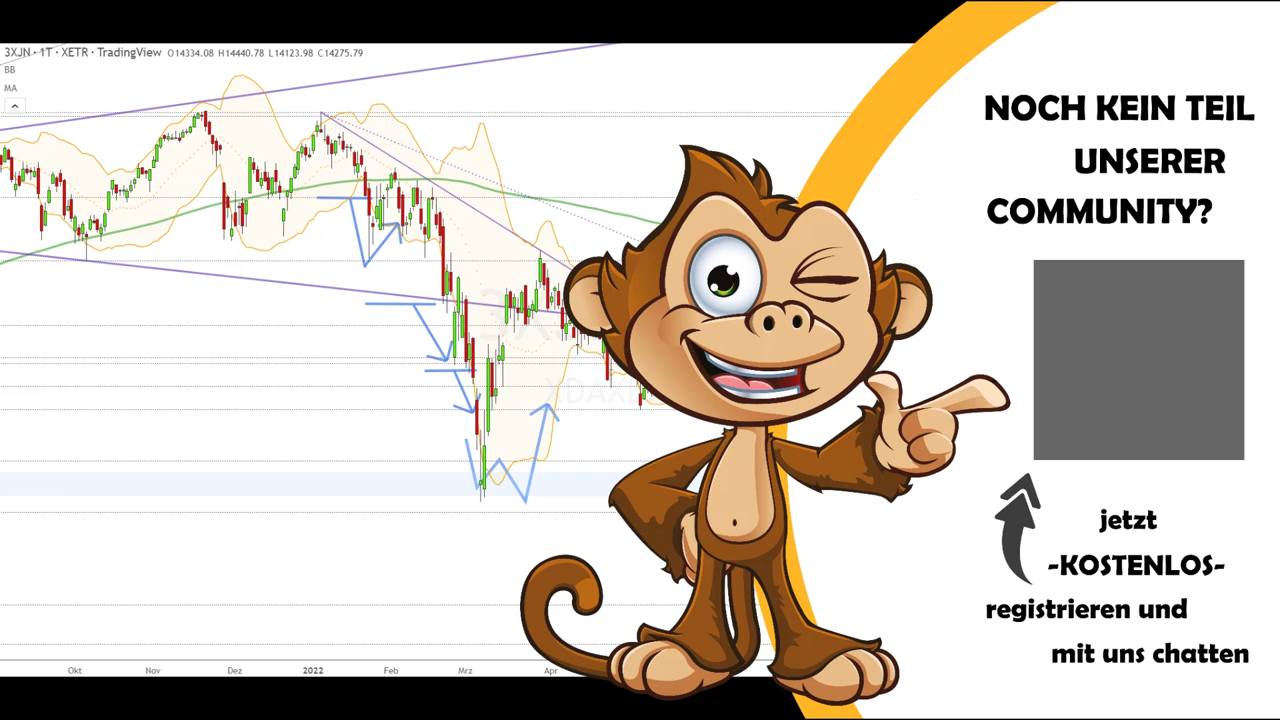 3XJN · 1T · XETR · TradingView O14334.08 H14440.78 L14123.98 C14275.79
BB
MA
NOCH KEIN TEIL
UNSERER
COMMUNITY?
jetzt
-KOSTENLOS-
registrieren und
mit uns chatten
Okt Nov Dez 2022 Feb Mrz Apr